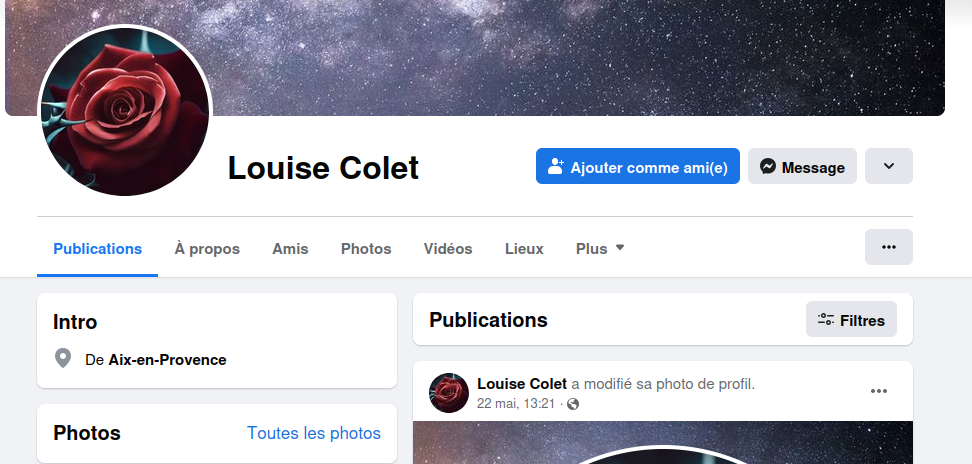 Louise Colet
Ajouter comme ami(e)
Message
Publications
À propos
Amis
Photos
Vidéos
Lieux
Plus
Intro
De Aix-en-Provence
Photos
Toutes les photos
Publications
Filtres
Louise Colet a modifié sa photo de profil.
22 mai, 13:21 ·